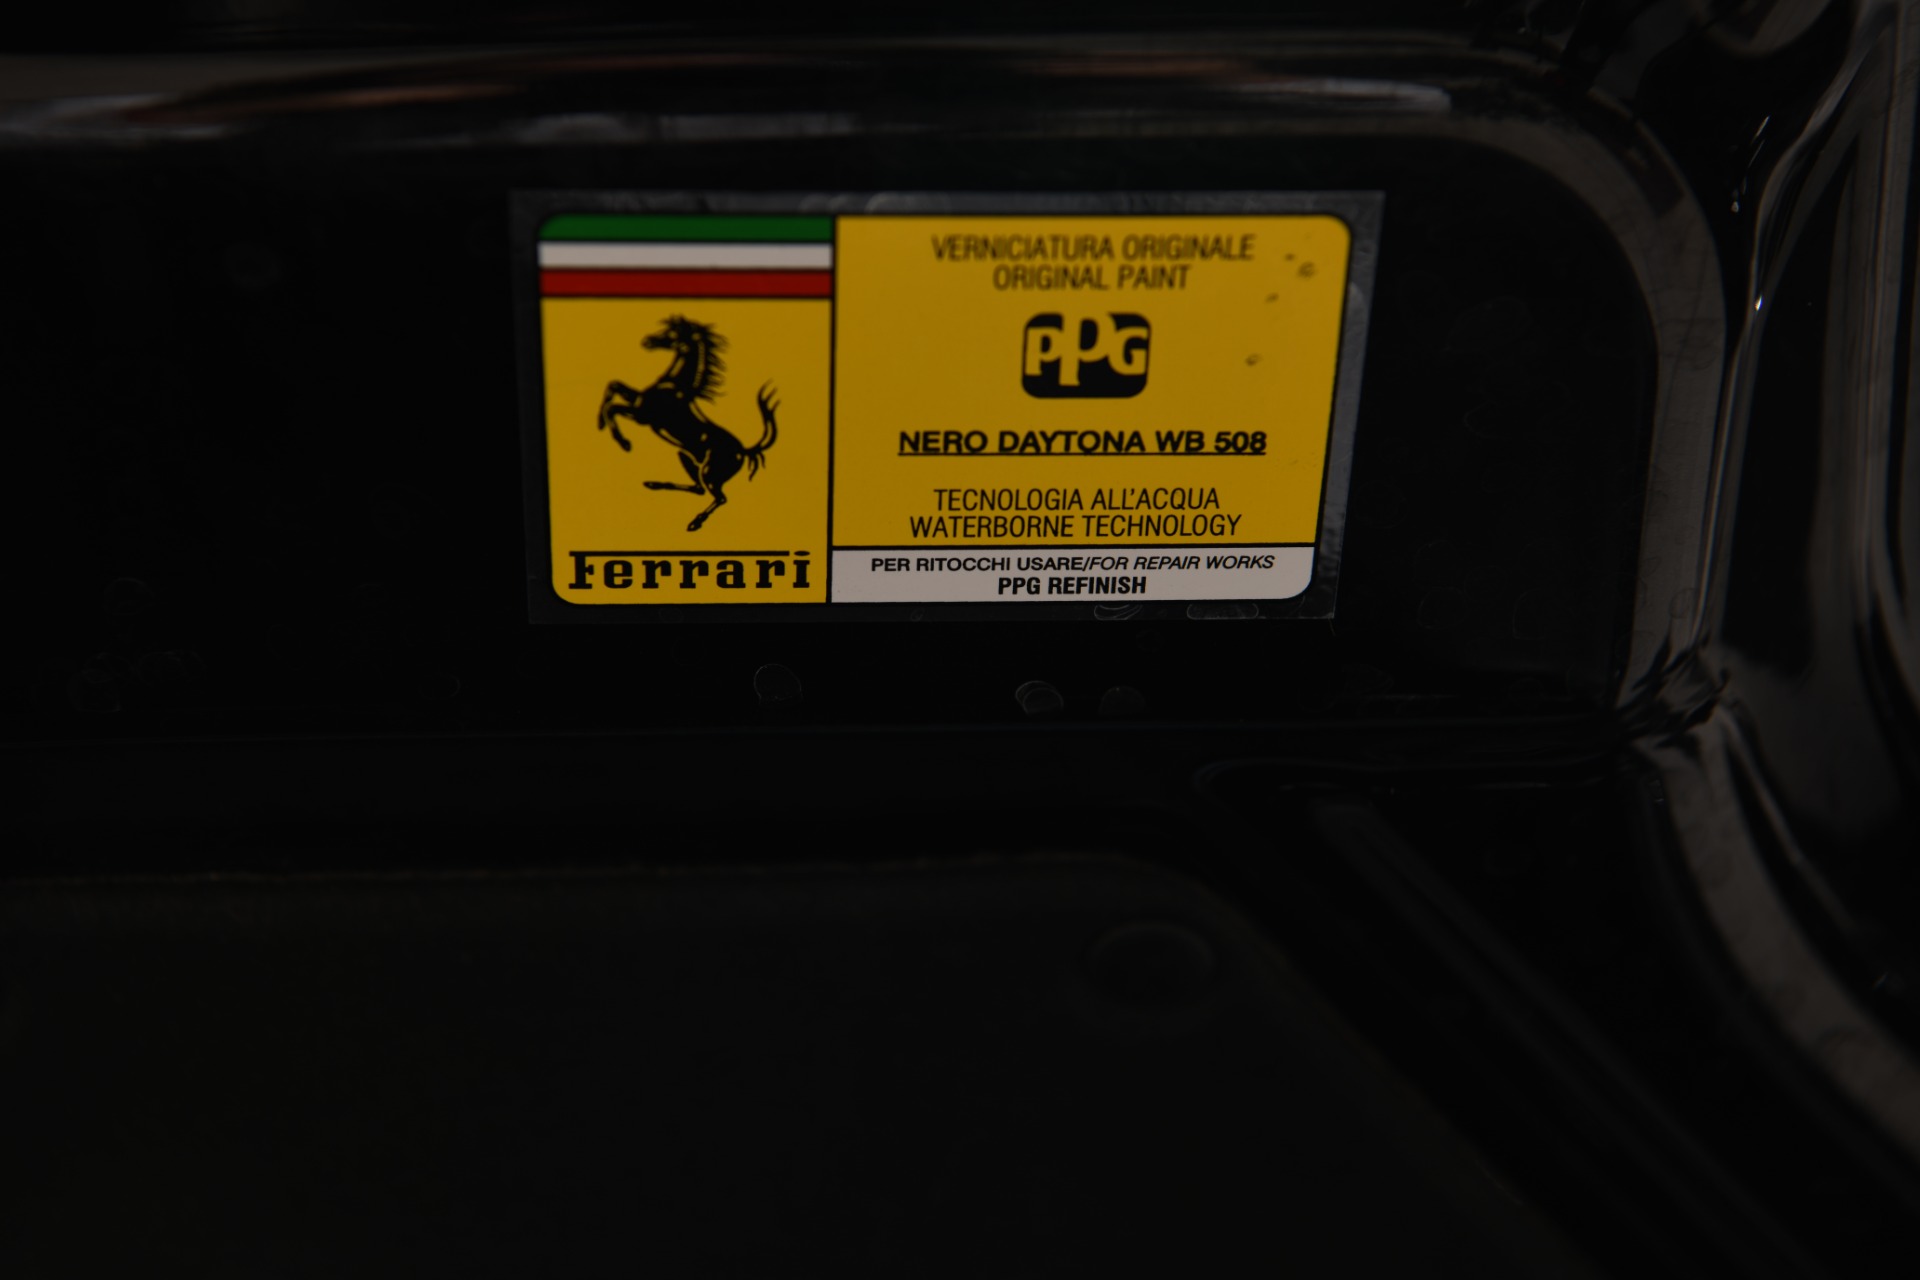 VERNICIATURA ORIGINALE
ORIGINAL PAINT
PPG
NERO DAYTONA WB 508
TECNOLOGIA ALL'ACQUA
WATERBORNE TECHNOLOGY
Ferrari
PER RITOCCHI USARE/FOR REPAIR WORKS
PPG REFINISH